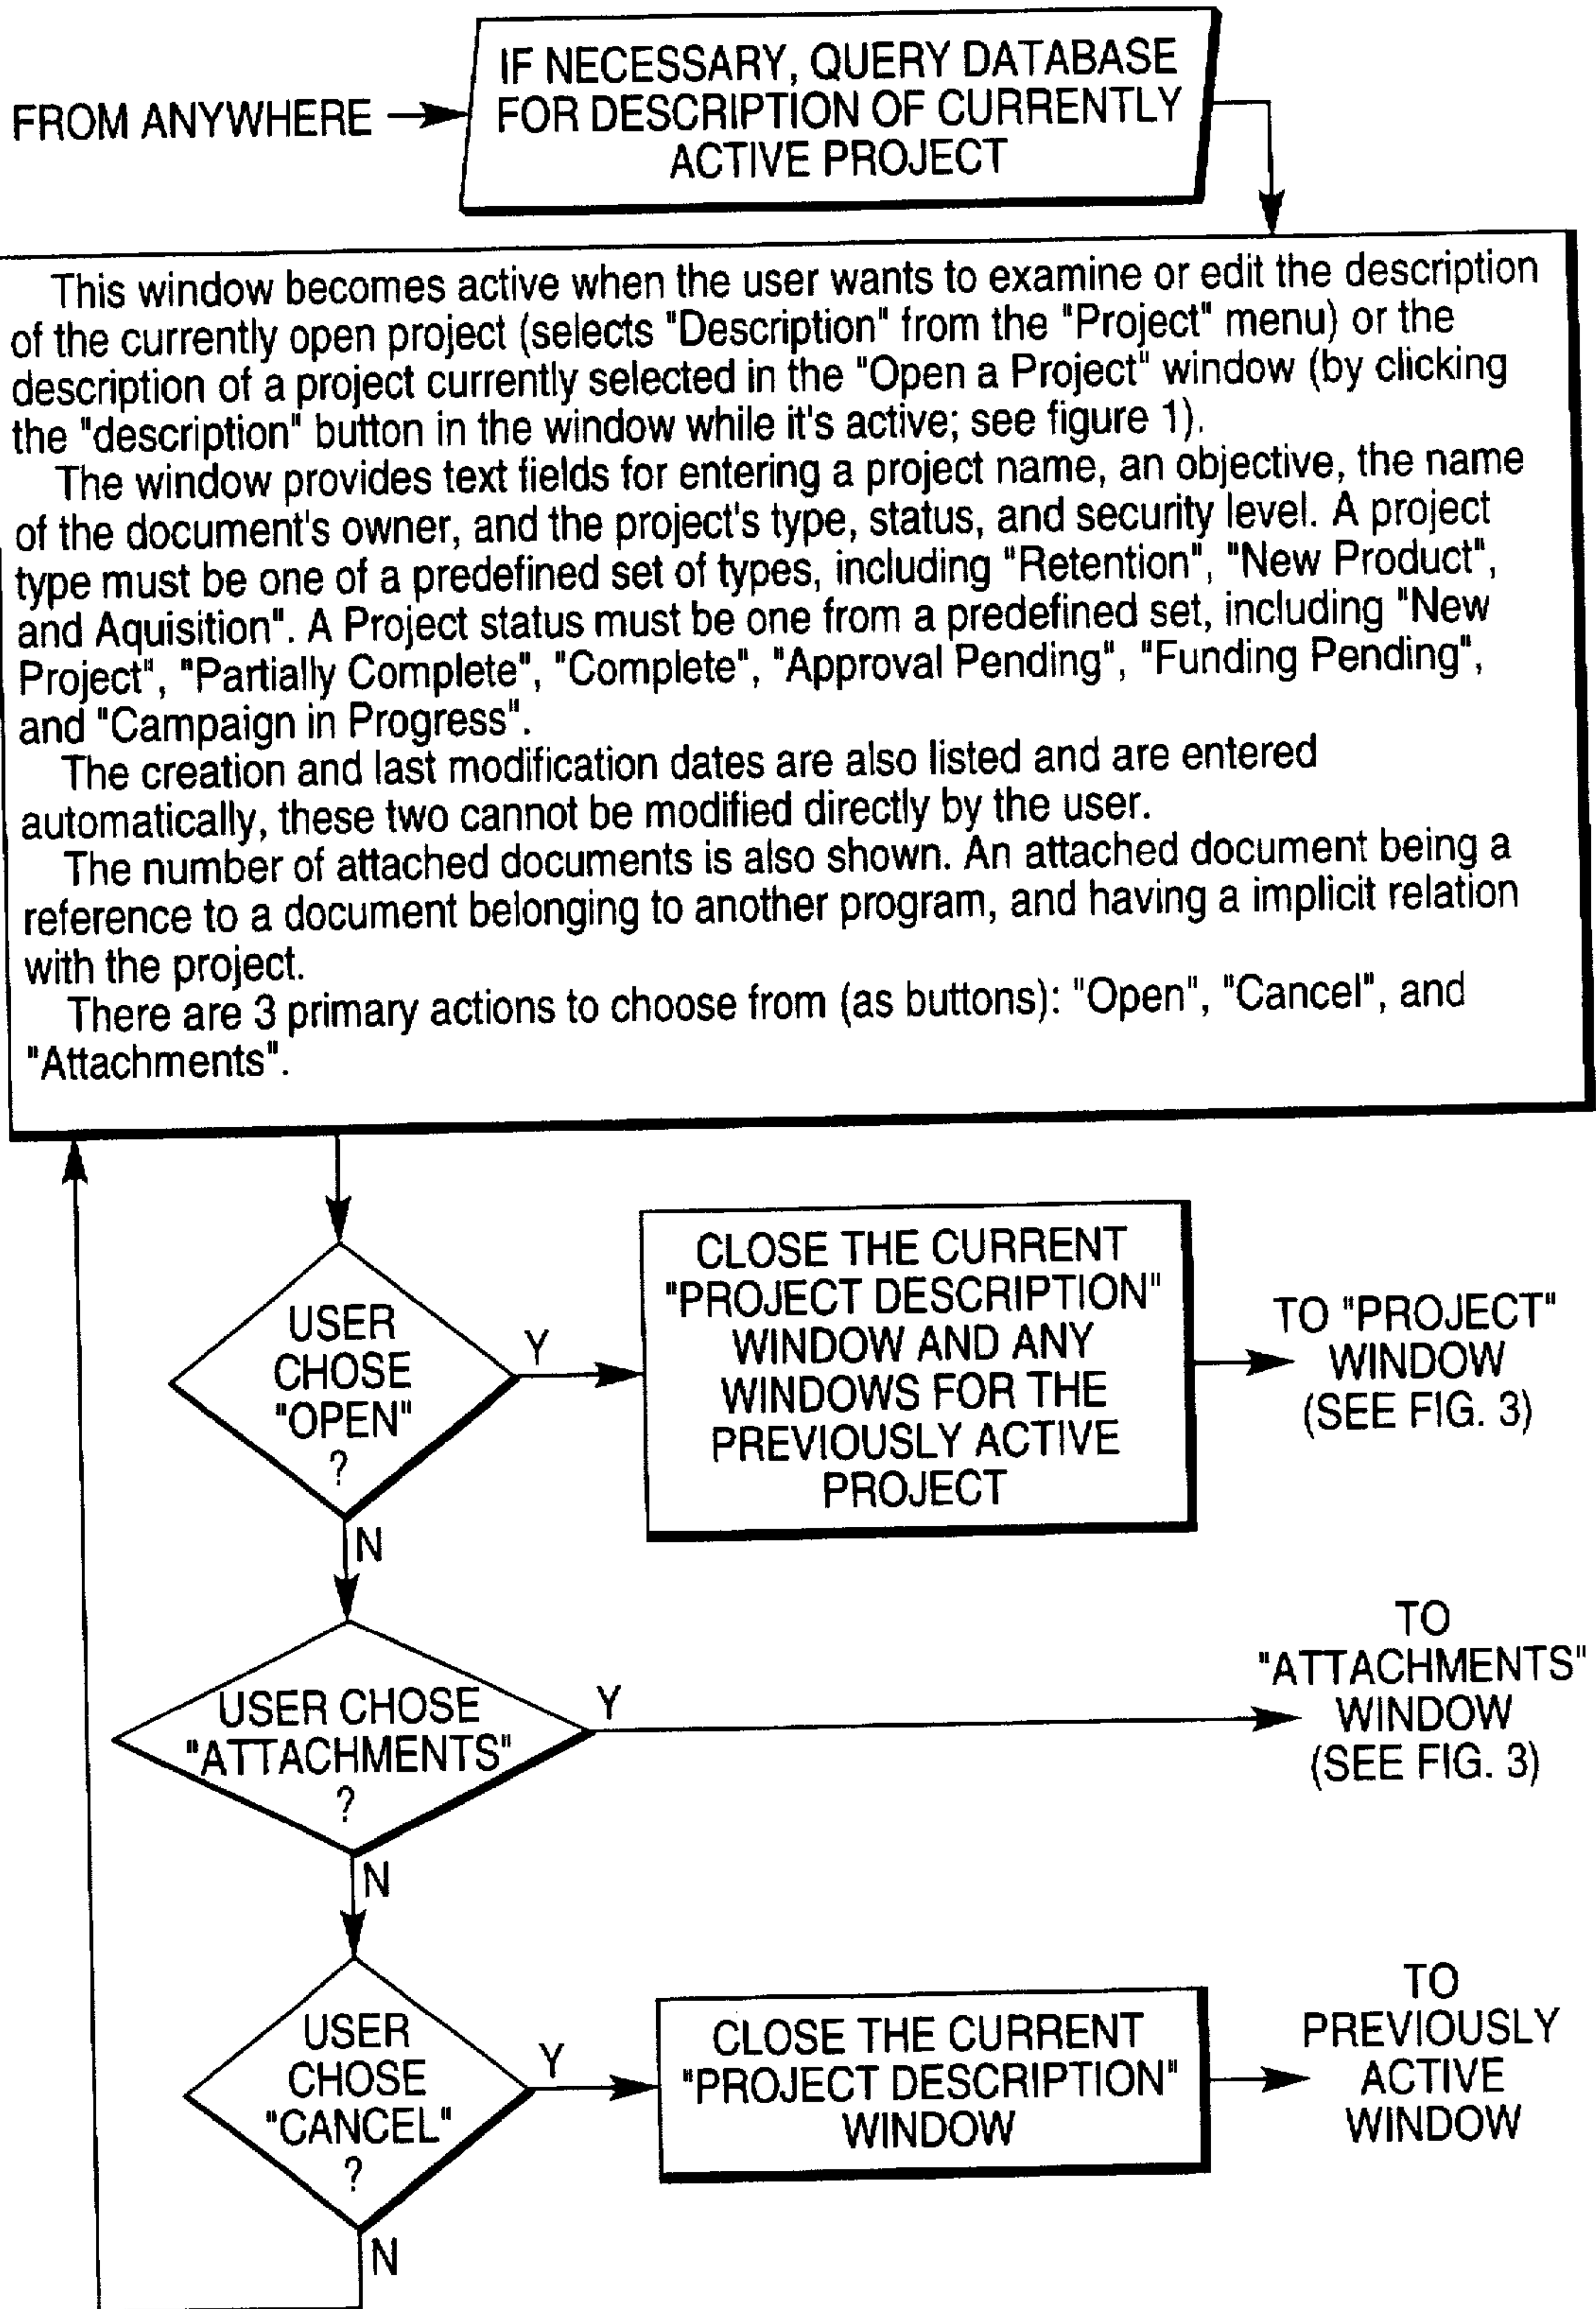 IF NECESSARY, QUERY DATABASE
FOR DESCRIPTION OF CURRENTLY
ACTIVE PROJECT
FROM ANYWHERE
This window becomes active when the user wants to examine or edit the description
of the currently open project (selects "Description" from the "Project" menu) or the
description of a project currently selected in the "Open a Project" window (by clicking
the "description" button in the window while it's active; see figure 1).
The window provides text fields for entering a project name, an objective, the name
of the document's owner, and the project's type, status, and security level. A project
type must be one of a predefined set of types, including "Retention", "New Product",
and Aquisition". A Project status must be one from a predefined set, including "New
Project", "Partially Complete", "Complete", "Approval Pending", "Funding Pending",
and "Campaign in Progress".
The creation and last modification dates are also listed and are entered
automatically, these two cannot be modified directly by the user.
The number of attached documents is also shown. An attached document being a
reference to a document belonging to another program, and having a implicit relation
with the project.
There are 3 primary actions to choose from (as buttons): "Open", "Cancel", and
"Attachments".
USER
CHOSE
"OPEN"
?
Y
N
CLOSE THE CURRENT
"PROJECT DESCRIPTION"
WINDOW AND ANY
WINDOWS FOR THE
PREVIOUSLY ACTIVE
PROJECT
TO "PROJECT"
WINDOW
(SEE FIG. 3)
USER CHOSE
"ATTACHMENTS"
?
Y
N
TO
"ATTACHMENTS"
WINDOW
(SEE FIG. 3)
USER
CHOSE
"CANCEL"
?
Y
N
CLOSE THE CURRENT
"PROJECT DESCRIPTION"
WINDOW
TO
PREVIOUSLY
ACTIVE
WINDOW